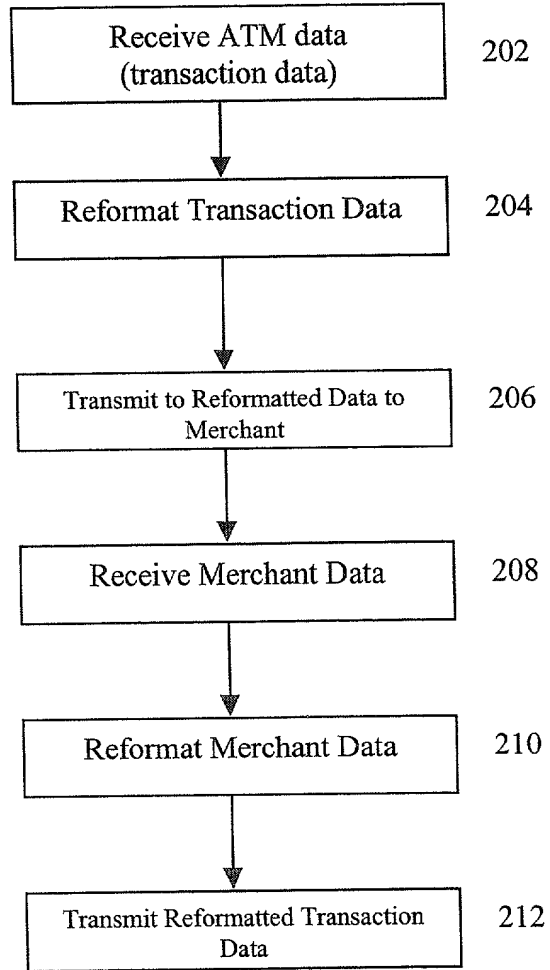 Receive ATM data
(transaction data)
202
Reformat Transaction Data
204
Transmit to Reformatted Data to
Merchant
206
Receive Merchant Data
208
Reformat Merchant Data
210
Transmit Reformatted Transaction
Data
212